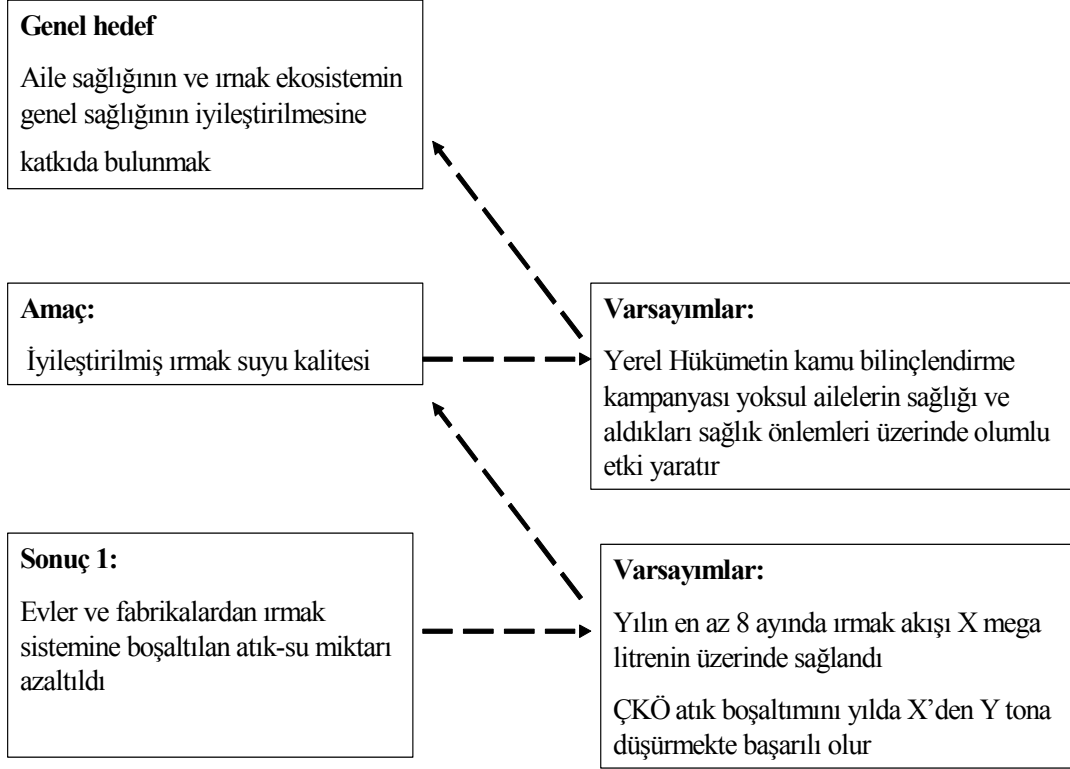 Genel hedef
Aile sağlığının ve ırnak ekosistemin
genel sağlığının iyileştirilmesine
katkıda bulunmak
Amaç:
İyileştirilmiş ırmak suyu kalitesi
Varsayımlar:
Yerel Hükümetin kamu bilinçlendirme
kampanyası yoksul ailelerin sağlığı ve
aldıkları sağlık önlemleri üzerinde olumlu
etki yaratır
Sonuç 1:
Evler ve fabrikalardan ırmak
sistemine boşaltılan atık-su miktarı
azaltıldı
Varsayımlar:
Yılın en az 8 ayında ırmak akışı X mega
litrenin üzerinde sağlandı
ÇKÖ atık boşaltımını yılda X’den Y tona
düşürmekte başarılı olur